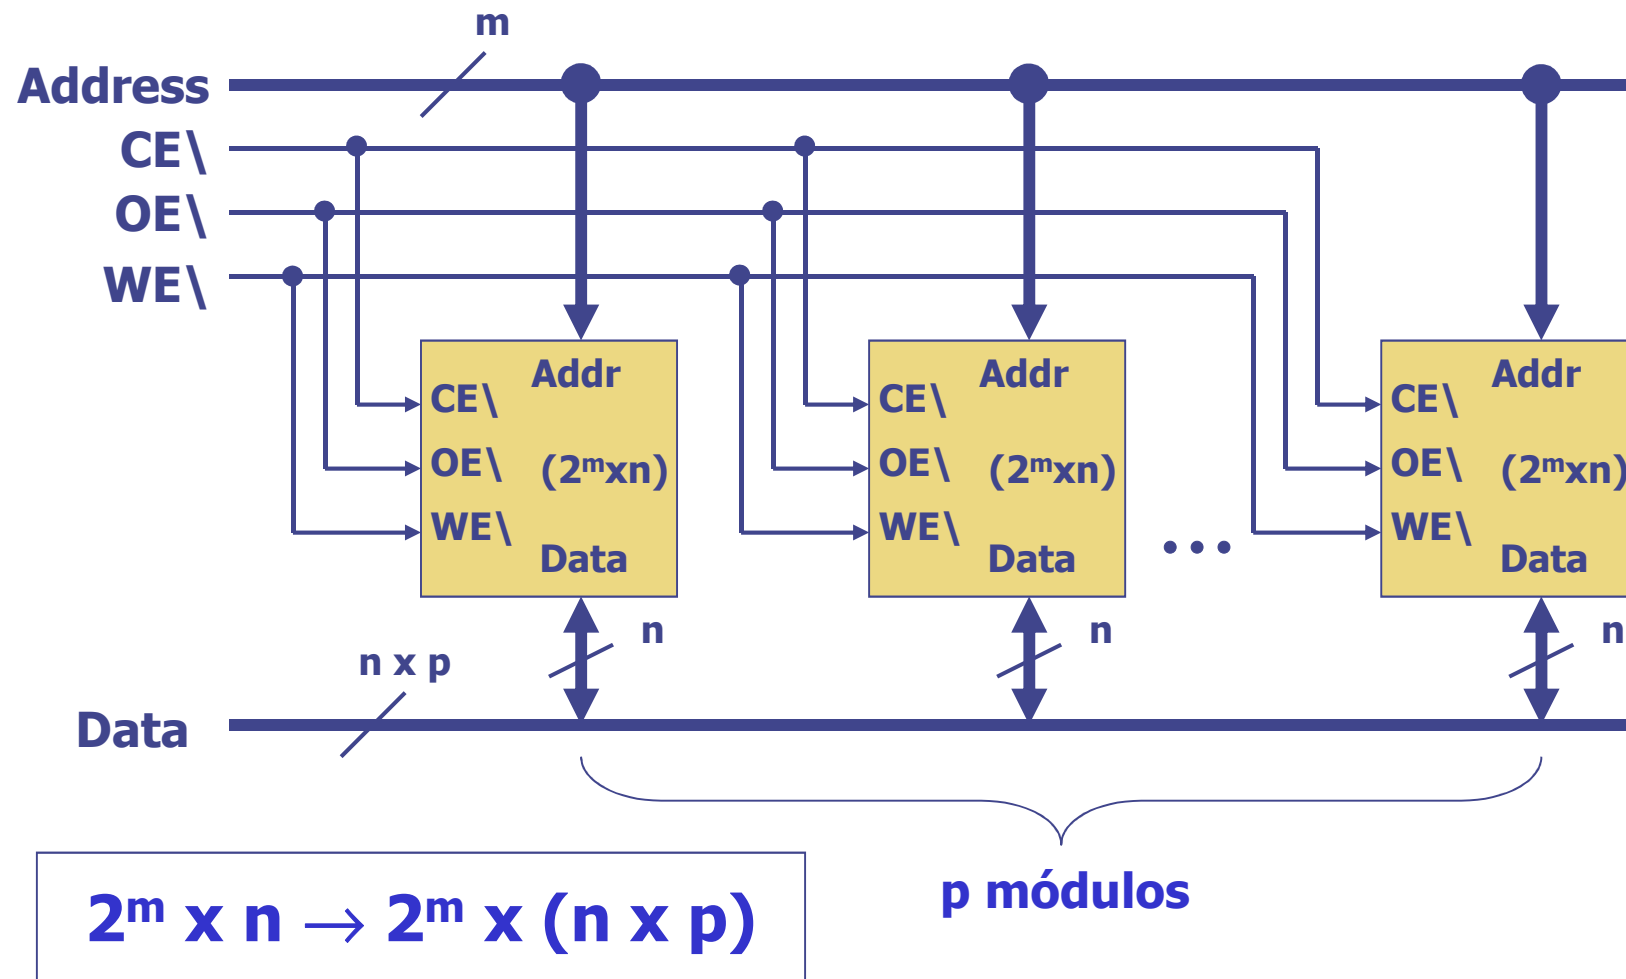 m
Address
CE\
OE\
WE\
Addr Addr Addr
CE\ CE\ CE\
OE\ (2ᵐxn) OE\ (2ᵐxn) OE\ (2ᵐxn)
WE\ WE\ WE\
Data Data ... Data
n n n
n x p
Data
p módulos
2ᵐ x n → 2ᵐ x (n x p)